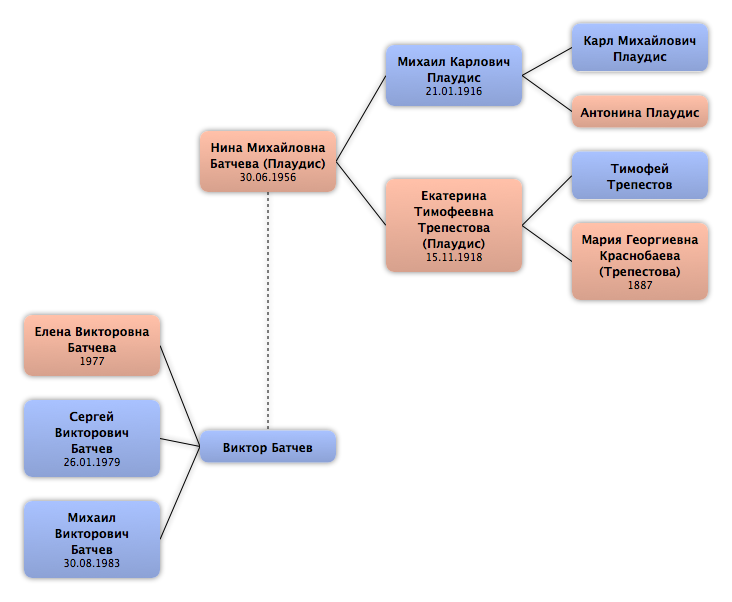 Карл Михайлович
Плаудис
Михаил Карлович
Плаудис
21.01.1916
Антонина Плаудис
Нина Михайловна
Батчева (Плаудис)
30.06.1956
Тимофей
Трепестов
Екатерина
Тимофеевна
Трепестова
(Плаудис)
15.11.1918
Мария Георгиевна
Краснобаева
(Трепестова)
1887
Елена Викторовна
Батчева
1977
Сергей
Викторович
Батчев
26.01.1979
Виктор Батчев
Михаил
Викторович
Батчев
30.08.1983